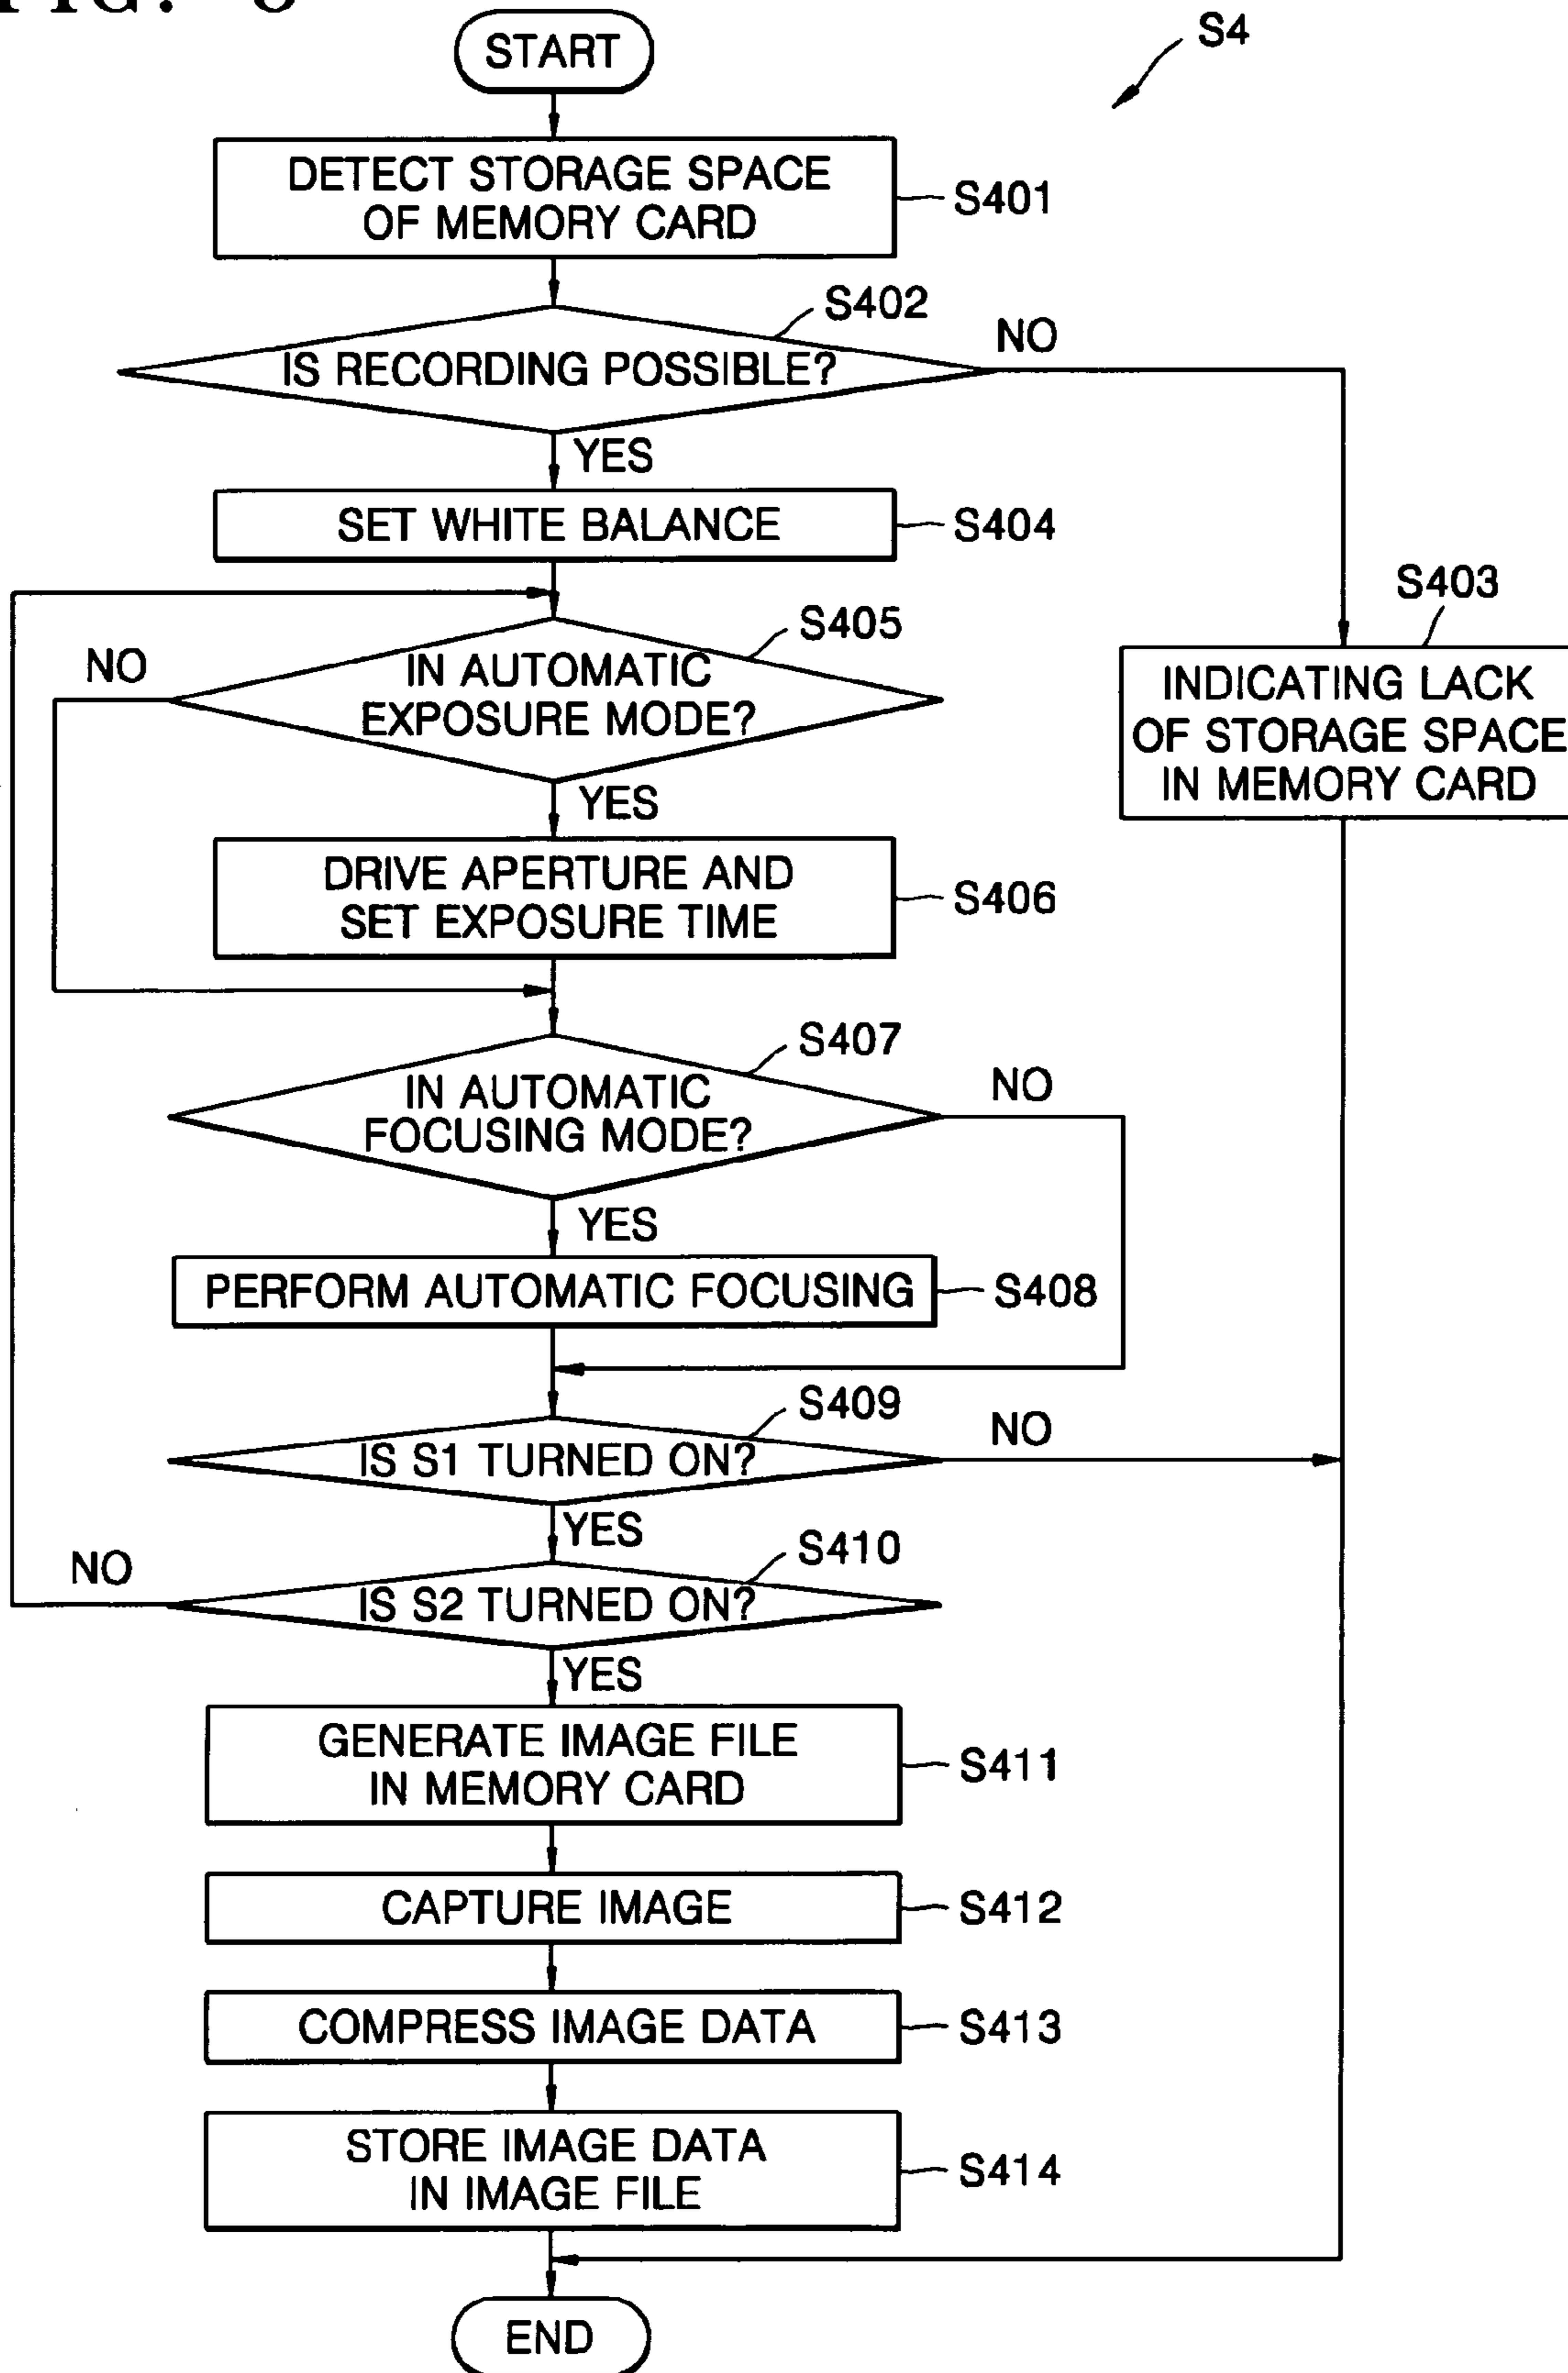 START
S4
DETECT STORAGE SPACE
OF MEMORY CARD
S401
S402
IS RECORDING POSSIBLE?
NO
YES
SET WHITE BALANCE
S404
S403
INDICATING LACK
OF STORAGE SPACE
IN MEMORY CARD
S405
NO
IN AUTOMATIC
EXPOSURE MODE?
YES
DRIVE APERTURE AND
SET EXPOSURE TIME
S406
S407
IN AUTOMATIC
FOCUSING MODE?
NO
YES
PERFORM AUTOMATIC FOCUSING
S408
S409
IS S1 TURNED ON?
NO
YES
S410
NO
IS S2 TURNED ON?
YES
GENERATE IMAGE FILE
IN MEMORY CARD
S411
CAPTURE IMAGE
S412
COMPRESS IMAGE DATA
S413
STORE IMAGE DATA
IN IMAGE FILE
S414
END